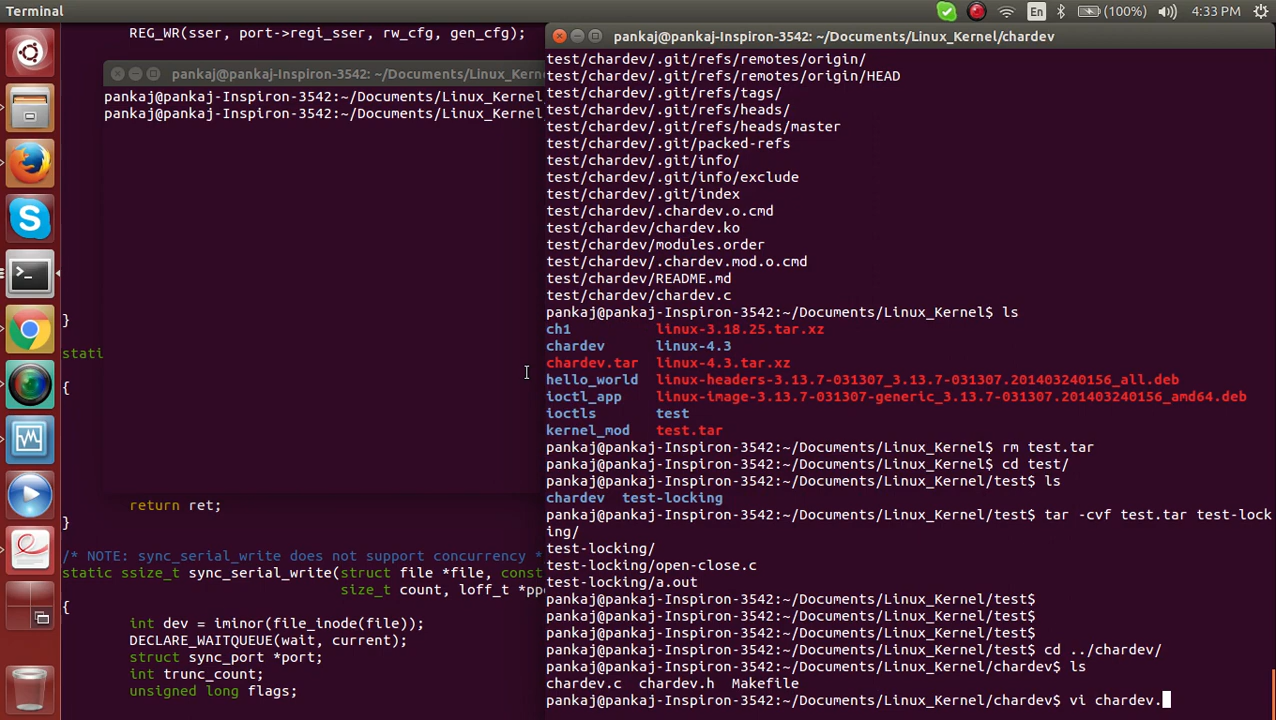 Terminal
En
(100%)
4:33 PM
REG_WR(sser, port->regi_sser, rw_cfg, gen_cfg);
}
stati
{
return ret;
}
/* NOTE: sync_serial_write does not support concurrency *
static ssize_t sync_serial_write(struct file *file, const
size_t count, loff_t *pp
{
int dev = iminor(file_inode(file));
DECLARE_WAITQUEUE(wait, current);
struct sync_port *port;
int trunc_count;
unsigned long flags;
pankaj@pankaj-Inspiron-3542: ~/Documents/Linux_Kerne
pankaj@pankaj-Inspiron-3542:~/Documents/Linux_Kernel
pankaj@pankaj-Inspiron-3542:~/Documents/Linux_Kernel
pankaj@pankaj-Inspiron-3542: ~/Documents/Linux_Kernel/chardev
test/chardev/.git/refs/remotes/origin/
test/chardev/.git/refs/remotes/origin/HEAD
test/chardev/.git/refs/tags/
test/chardev/.git/refs/heads/
test/chardev/.git/refs/heads/master
test/chardev/.git/packed-refs
test/chardev/.git/info/
test/chardev/.git/info/exclude
test/chardev/.git/index
test/chardev/.chardev.o.cmd
test/chardev/chardev.ko
test/chardev/modules.order
test/chardev/.chardev.mod.o.cmd
test/chardev/README.md
test/chardev/chardev.c
pankaj@pankaj-Inspiron-3542:~/Documents/Linux_Kernel$ ls
ch1 linux-3.18.25.tar.xz
chardev linux-4.3
chardev.tar linux-4.3.tar.xz
hello_world linux-headers-3.13.7-031307_3.13.7-031307.201403240156_all.deb
ioctl_app linux-image-3.13.7-031307-generic_3.13.7-031307.201403240156_amd64.deb
ioctls test
kernel_mod test.tar
pankaj@pankaj-Inspiron-3542:~/Documents/Linux_Kernel$ rm test.tar
pankaj@pankaj-Inspiron-3542:~/Documents/Linux_Kernel$ cd test/
pankaj@pankaj-Inspiron-3542:~/Documents/Linux_Kernel/test$ ls
chardev test-locking
pankaj@pankaj-Inspiron-3542:~/Documents/Linux_Kernel/test$ tar -cvf test.tar test-lock
ing/
test-locking/
test-locking/open-close.c
test-locking/a.out
pankaj@pankaj-Inspiron-3542:~/Documents/Linux_Kernel/test$
pankaj@pankaj-Inspiron-3542:~/Documents/Linux_Kernel/test$
pankaj@pankaj-Inspiron-3542:~/Documents/Linux_Kernel/test$
pankaj@pankaj-Inspiron-3542:~/Documents/Linux_Kernel/test$ cd ../chardev/
pankaj@pankaj-Inspiron-3542:~/Documents/Linux_Kernel/chardev$ ls
chardev.c chardev.h Makefile
pankaj@pankaj-Inspiron-3542:~/Documents/Linux_Kernel/chardev$ vi chardev.